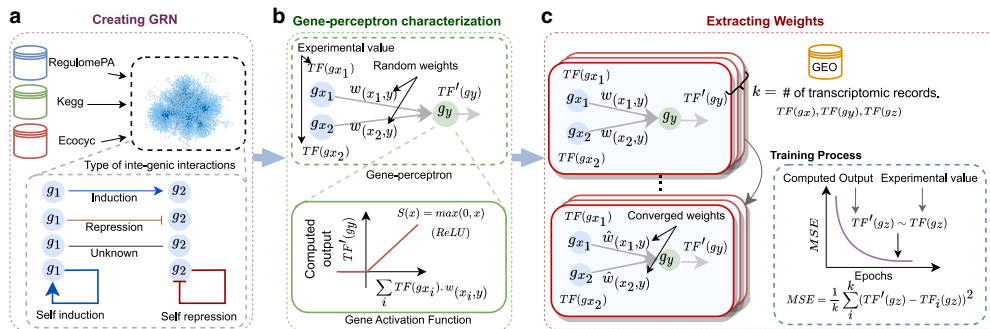 a
Creating GRN
RegulomePA
Kegg
Ecocyc
Type of inte-genic interactions
g₁ Induction g₂
g₁ Repression g₂
g₁ Unknown g₂
g₁ g₂
Self induction Self repression
b
Gene-perceptron characterization
Experimental value
TF(gx₁) Random weights
gx₁ w(x₁,y) TF′(gy)
gy
gx₂ w(x₂,y)
TF(gx₂)
Gene-perceptron
S(x) = max(0, x)
(ReLU)
Computed output
TF′(gy)
∑ᵢ TF(gxᵢ).w(xᵢ,y)
Gene Activation Function
c
Extracting Weights
TF(gx₁)
gx₁ w(x₁,y) TF′(gy)
gy
gx₂ w(x₂,y)
TF(gx₂)
GEO
k = # of transcriptomic records.
TF(gx), TF(gy), TF(gz)
TF(gx₁) Converged weights
gx₁ ŵ(x₁,y) TF′(gy)
gy
gx₂ ŵ(x₂,y)
TF(gx₂)
Training Process
Computed Output Experimental value
TF′(gz) ~ TF(gz)
MSE
Epochs
MSE = 1/k ∑ᵢᵏ (TF′(gz) − TFᵢ(gz))²